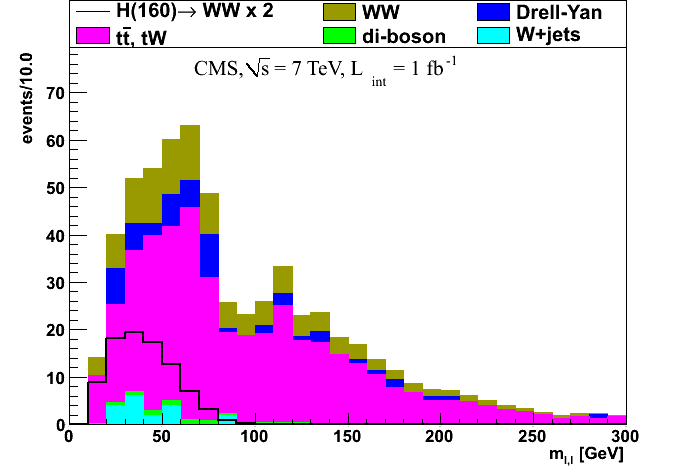 H(160)→ WW x 2 WW Drell-Yan
tt̄, tW di-boson W+jets
CMS, √s = 7 TeV, L int = 1 fb⁻¹
events/10.0
70
60
50
40
30
20
10
0
0 50 100 150 200 250 300
m_l,l [GeV]